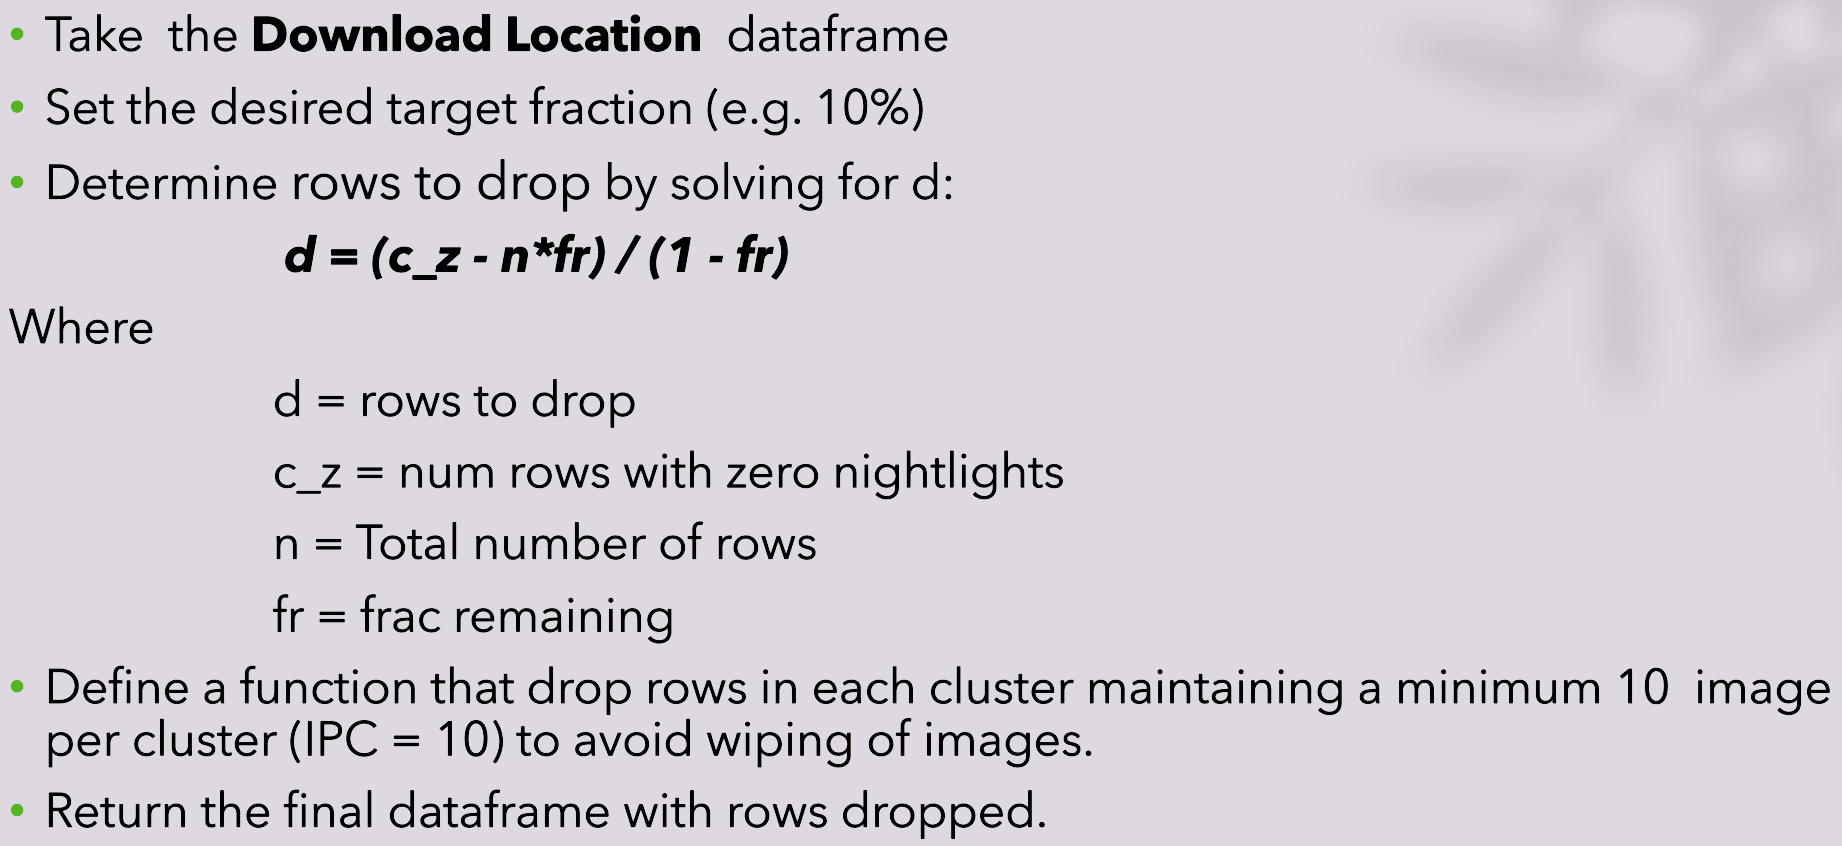 • Take the Download Location dataframe
• Set the desired target fraction (e.g. 10%)
• Determine rows to drop by solving for d:
d = (c_z - n*fr) / (1 - fr)
Where
d = rows to drop
c_z = num rows with zero nightlights
n = Total number of rows
fr = frac remaining
• Define a function that drop rows in each cluster maintaining a minimum 10 image
per cluster (IPC = 10) to avoid wiping of images.
• Return the final dataframe with rows dropped.